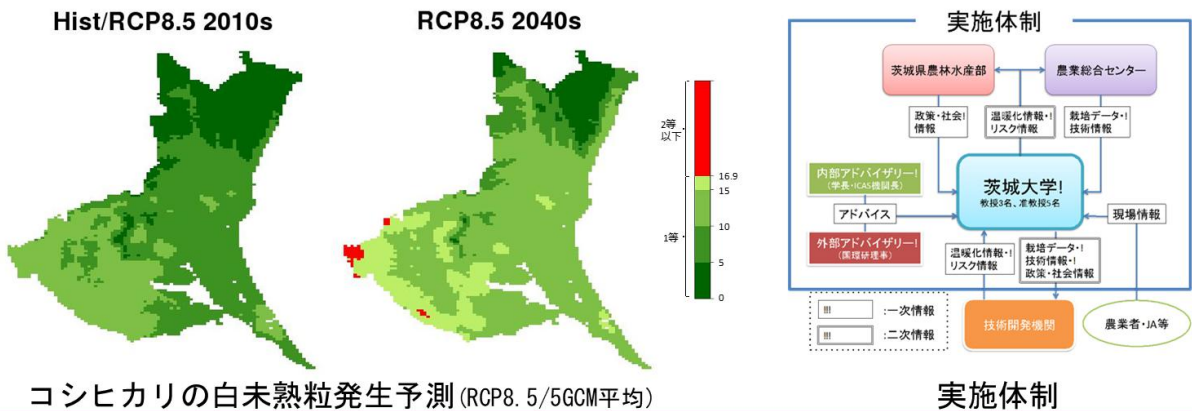 Hist/RCP8.5 2010s
RCP8.5 2040s
2等
以下
1等
16.9
15
10
5
0
コシヒカリの白未熟粒発生予測(RCP8.5/5GCM平均)
実施体制
茨城県農林水産部
農業総合センター
政策・社会!
情報
温暖化情報・!
リスク情報
栽培データ・!
技術情報
内部アドバイザリー!
(学長・ICAS機関長)
アドバイス
外部アドバイザリー!
(国環研理事)
茨城大学!
教授3名、准教授5名
現場情報
温暖化情報・!
リスク情報
栽培データ・!
技術情報・!
政策・社会情報
!!! :一次情報
!!! :二次情報
技術開発機関
農業者・JA等
実施体制